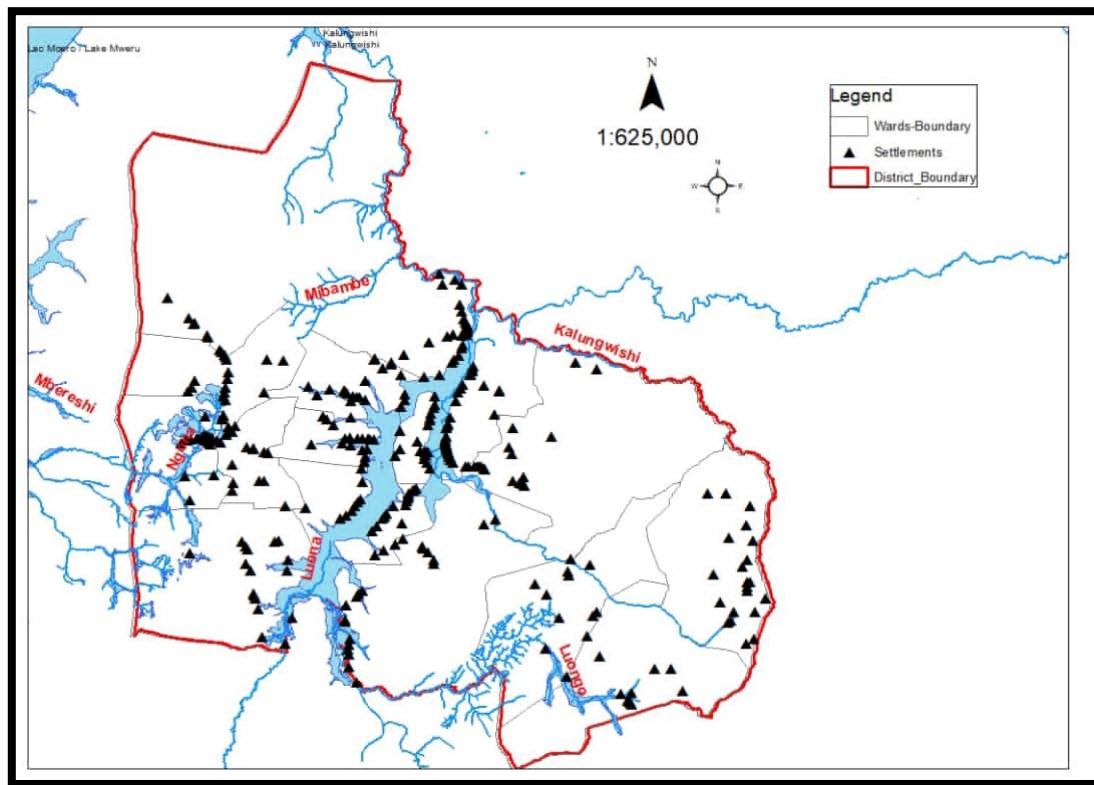 Kalungwishi
Kalungwishi
Lac Moero / Lake Mweru
N
1:625,000
N
W E
S
Legend
Wards-Boundary
Settlements
District_Boundary
Mibambe
Kalungwishi
Mbereshi
Luena
Luongo